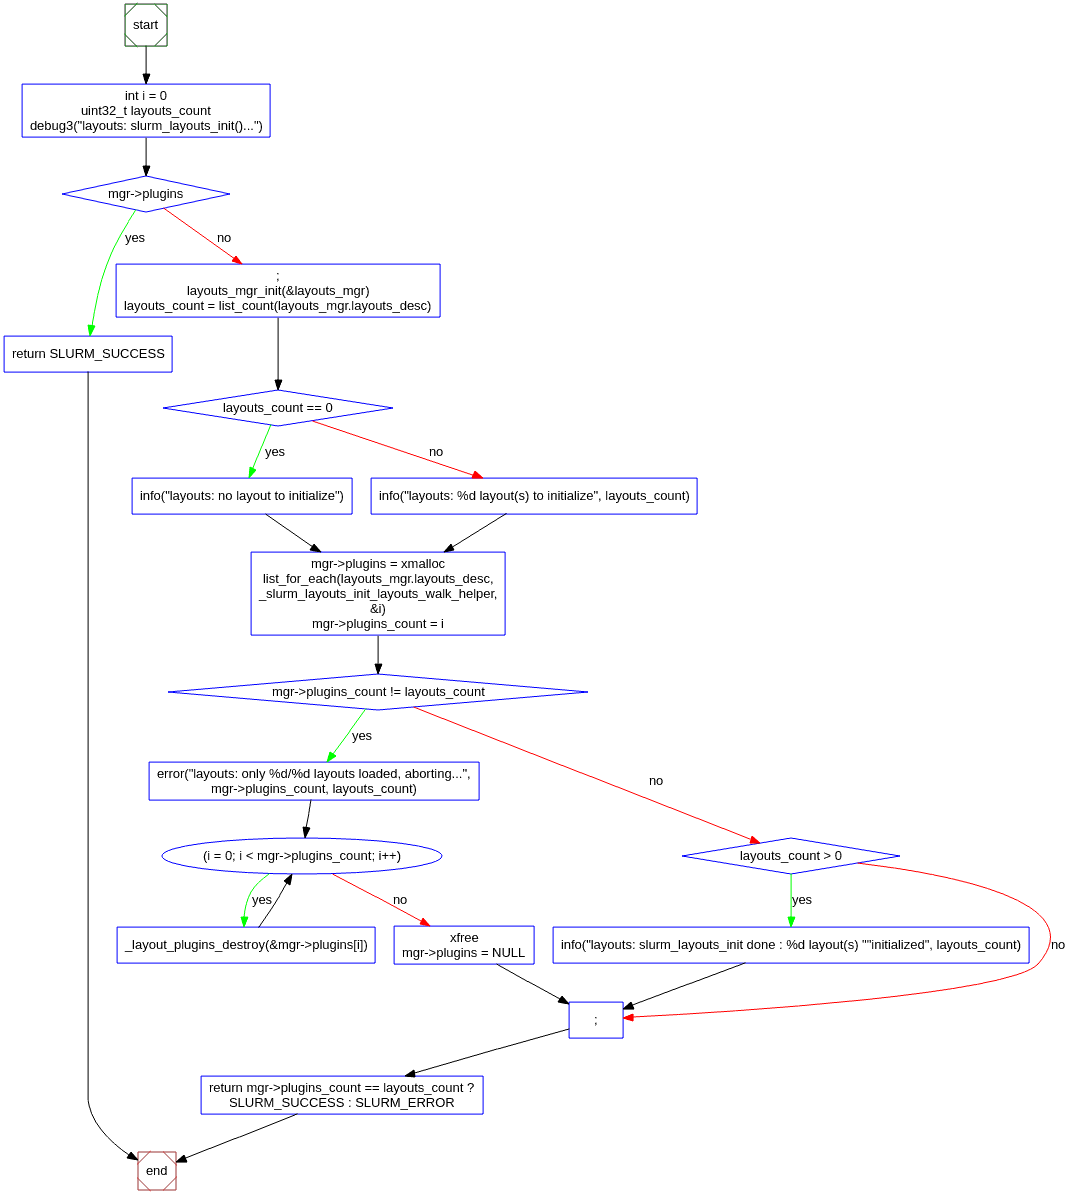 start
int i = 0
uint32_t layouts_count
debug3("layouts: slurm_layouts_init()...")
mgr->plugins
yes
no
;
layouts_mgr_init(&layouts_mgr)
layouts_count = list_count(layouts_mgr.layouts_desc)
return SLURM_SUCCESS
layouts_count == 0
yes
no
info("layouts: no layout to initialize")
info("layouts: %d layout(s) to initialize", layouts_count)
mgr->plugins = xmalloc
list_for_each(layouts_mgr.layouts_desc,
_slurm_layouts_init_layouts_walk_helper,
&i)
mgr->plugins_count = i
mgr->plugins_count != layouts_count
yes
no
error("layouts: only %d/%d layouts loaded, aborting...",
mgr->plugins_count, layouts_count)
(i = 0; i < mgr->plugins_count; i++)
layouts_count > 0
yes
no
yes
no
_layout_plugins_destroy(&mgr->plugins[i])
xfree
mgr->plugins = NULL
info("layouts: slurm_layouts_init done : %d layout(s) ""initialized", layouts_count)
;
return mgr->plugins_count == layouts_count ?
SLURM_SUCCESS : SLURM_ERROR
end